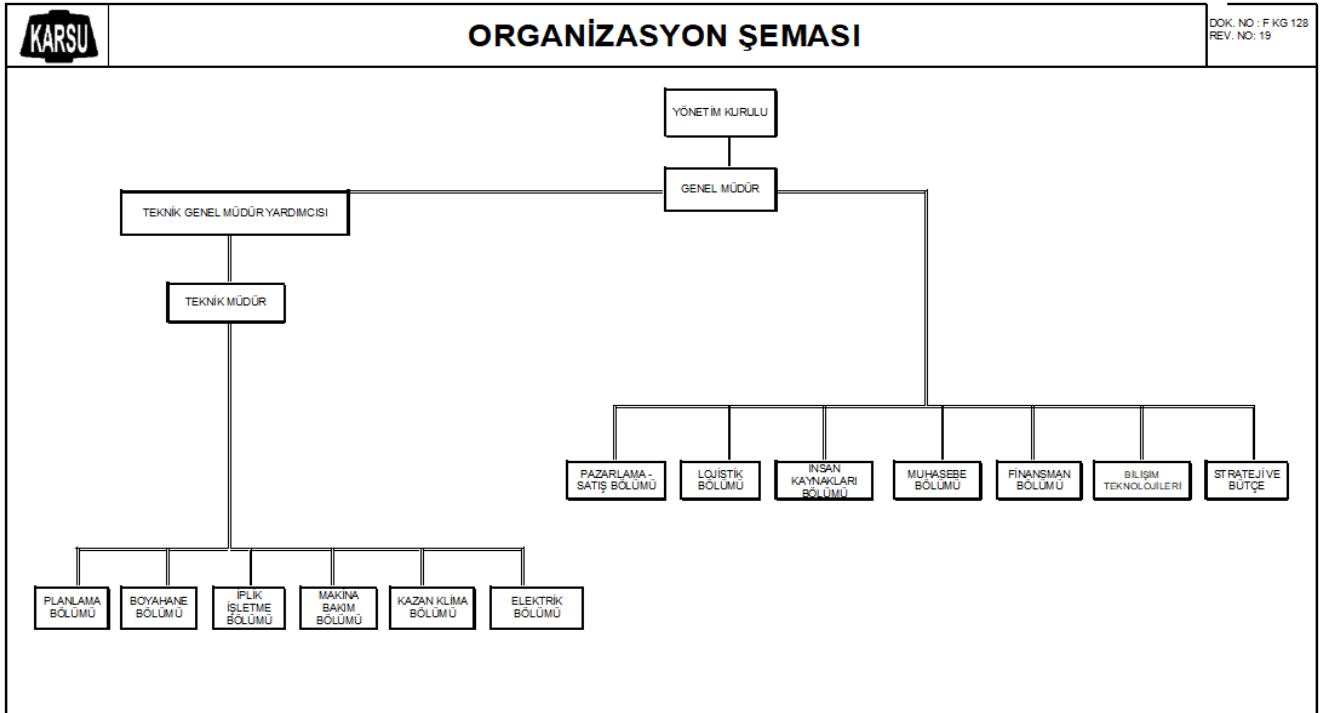 KARSU
ORGANİZASYON ŞEMASI
DOK. NO : F KG 128
REV. NO: 19
YÖNETİM KURULU
GENEL MÜDÜR
TEKNİK GENEL MÜDÜR YARDIMCISI
TEKNİK MÜDÜR
PAZARLAMA -
SATIŞ BÖLÜMÜ
LOJİSTİK
BÖLÜMÜ
İNSAN
KAYNAKLARI
BÖLÜMÜ
MUHASEBE
BÖLÜMÜ
FİNANSMAN
BÖLÜMÜ
BİLİŞİM
TEKNOLOJİLERİ
STRATEJİ VE
BÜTÇE
PLANLAMA
BÖLÜMÜ
BOYAHANE
BÖLÜMÜ
İPLİK
İŞLETME
BÖLÜMÜ
MAKİNA
BAKIM
BÖLÜMÜ
KAZAN KLİMA
BÖLÜMÜ
ELEKTRİK
BÖLÜMÜ